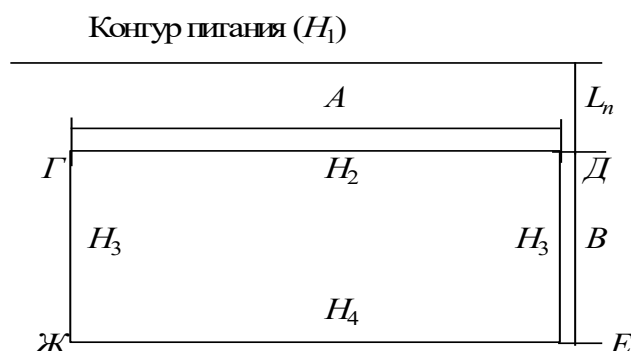 Контур питания (H₁)
A
Lₙ
Г H₂ Д
H₃ H₃ B
H₄
Ж E